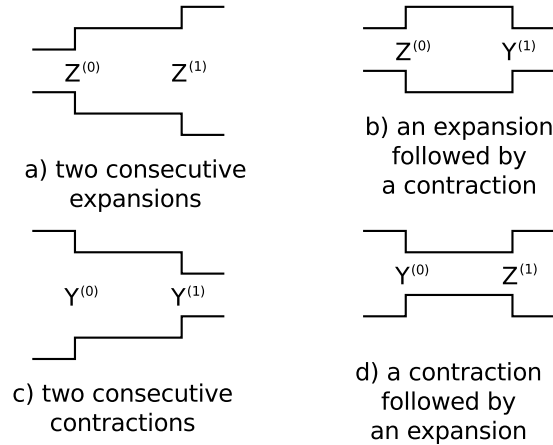 Z(0) Z(1)
a) two consecutive
expansions
Z(0) Y(1)
b) an expansion
followed by
a contraction
Y(0) Y(1)
c) two consecutive
contractions
Y(0) Z(1)
d) a contraction
followed by
an expansion